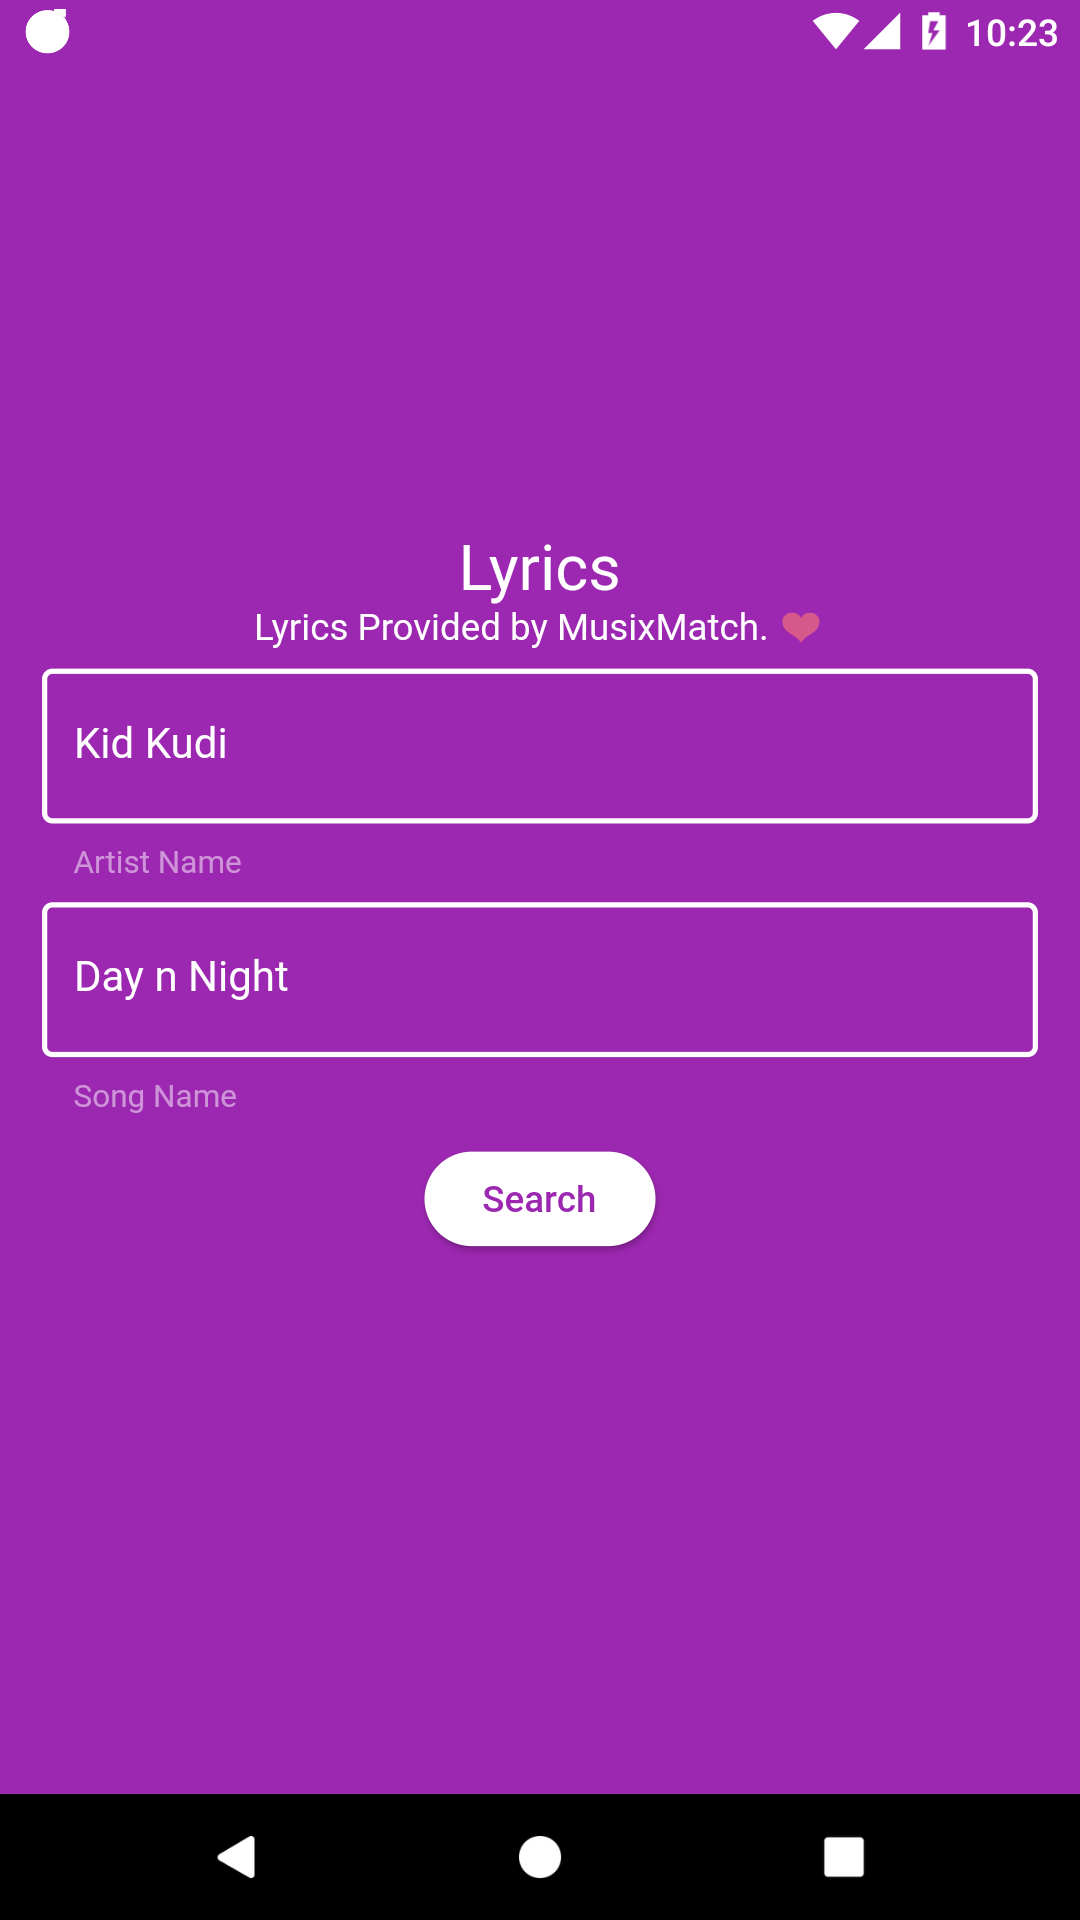 10:23
Lyrics
Lyrics Provided by MusixMatch. ❤
Kid Kudi
Artist Name
Day n Night
Song Name
Search